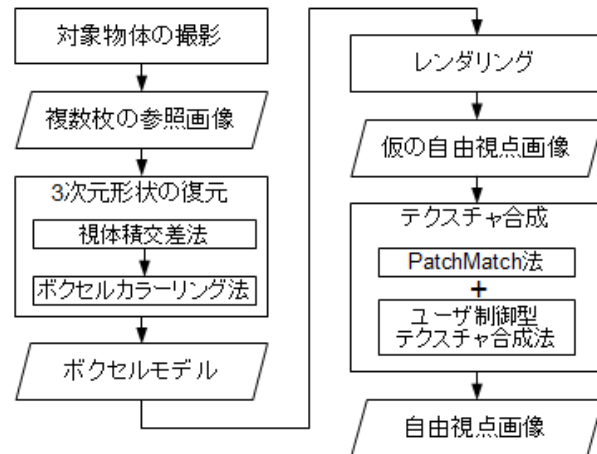 対象物体の撮影
複数枚の参照画像
3次元形状の復元
視体積交差法
ボクセルカラーリング法
ボクセルモデル
レンダリング
仮の自由視点画像
テクスチャ合成
PatchMatch法
+
ユーザ制御型
テクスチャ合成法
自由視点画像